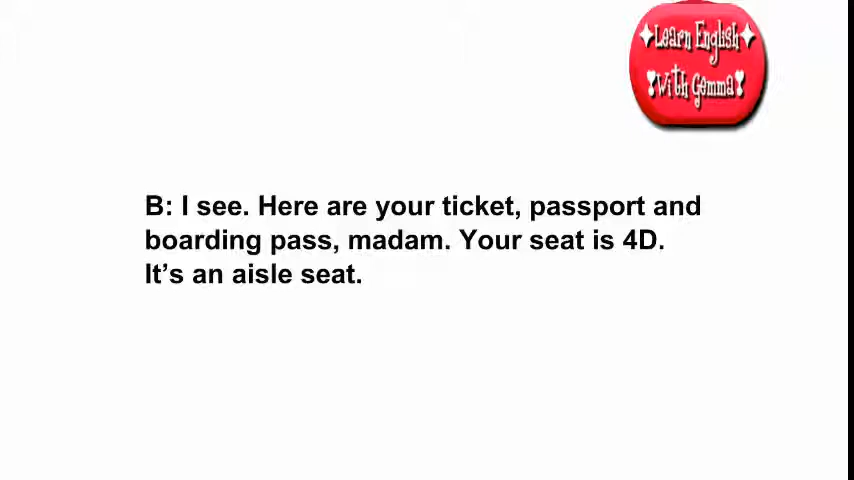 Learn English
With Gemma
B: I see. Here are your ticket, passport and
boarding pass, madam. Your seat is 4D.
It’s an aisle seat.